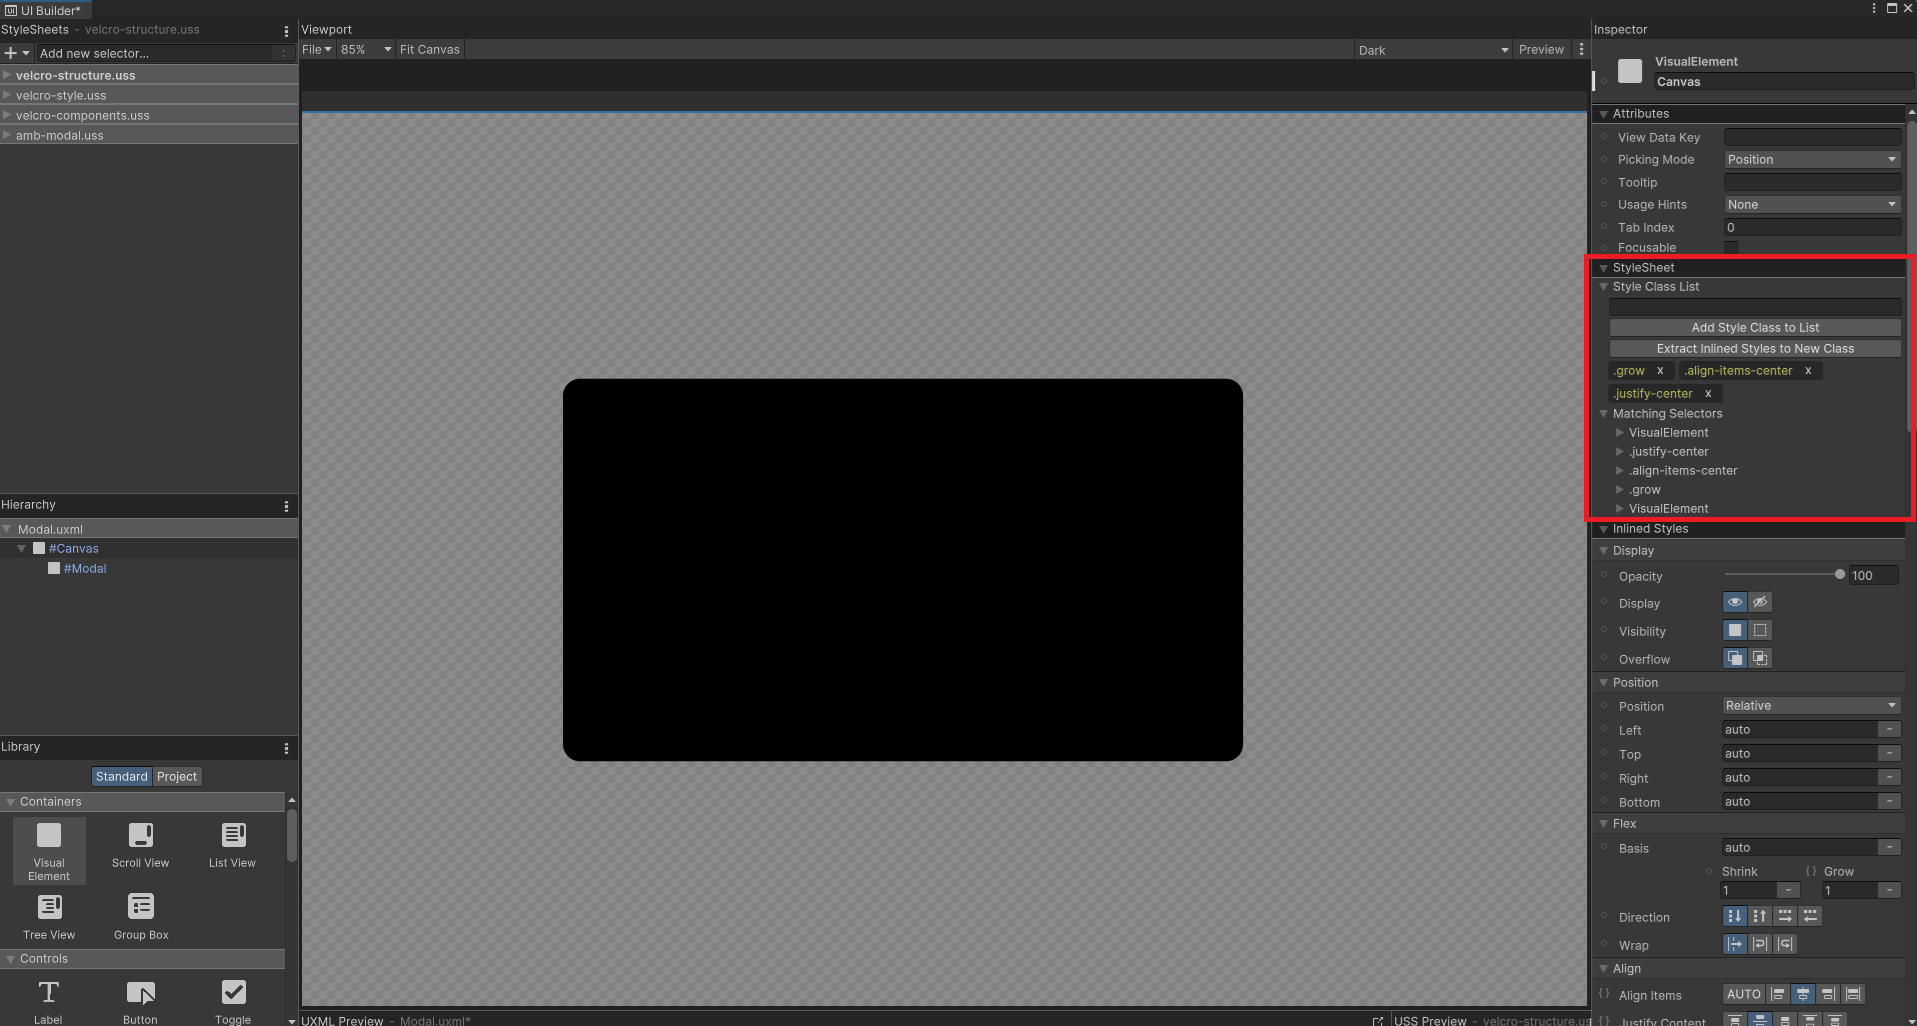 UI Builder*
StyleSheets - velcro-structure.uss
Add new selector...
velcro-structure.uss
velcro-style.uss
velcro-components.uss
amb-modal.uss
Hierarchy
Modal.uxml
#Canvas
#Modal
Library
Standard Project
Containers
Visual Element
Scroll View
List View
Tree View
Group Box
Controls
Label
Button
Toggle
Viewport
File 85% Fit Canvas
Dark Preview
UXML Preview - Modal.uxml*
USS Preview - velcro-structure.us
Inspector
VisualElement
Canvas
Attributes
View Data Key
Picking Mode Position
Tooltip
Usage Hints None
Tab Index 0
Focusable
StyleSheet
Style Class List
Add Style Class to List
Extract Inlined Styles to New Class
.grow x .align-items-center x
.justify-center x
Matching Selectors
VisualElement
.justify-center
.align-items-center
.grow
VisualElement
Inlined Styles
Display
Opacity 100
Display
Visibility
Overflow
Position
Position Relative
Left auto
Top auto
Right auto
Bottom auto
Flex
Basis auto
Shrink {} Grow
1 1
Direction
Wrap
Align
{} Align Items AUTO
{} Justify Content